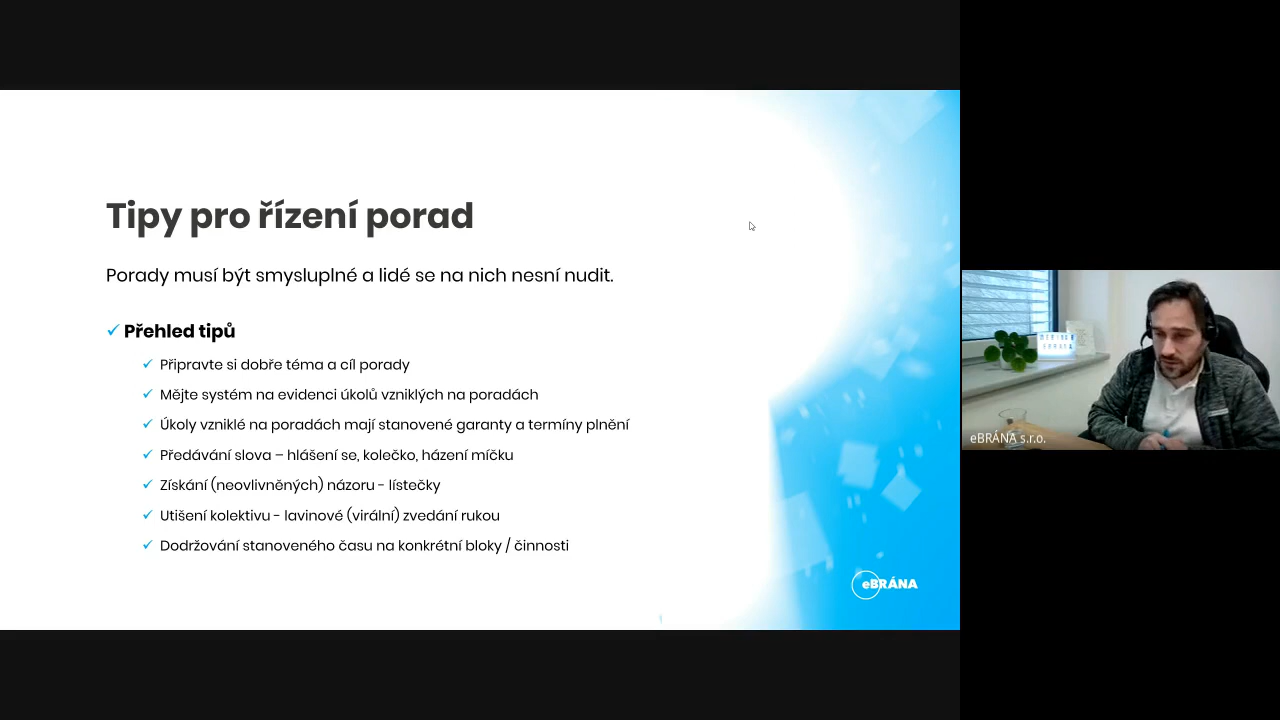 Tipy pro řízení porad
Porady musí být smysluplné a lidé se na nich nesní nudit.
Přehled tipů
Připravte si dobře téma a cíl porady
Mějte systém na evidenci úkolů vzniklých na poradách
Úkoly vzniklé na poradách mají stanovené garanty a termíny plnění
Předávání slova – hlášení se, kolečko, házení míčku
Získání (neovlivněných) názoru - lístečky
Utišení kolektivu - lavinové (virální) zvedání rukou
Dodržování stanoveného času na konkrétní bloky / činnosti
eBRÁNA
eBRÁNA s.r.o.